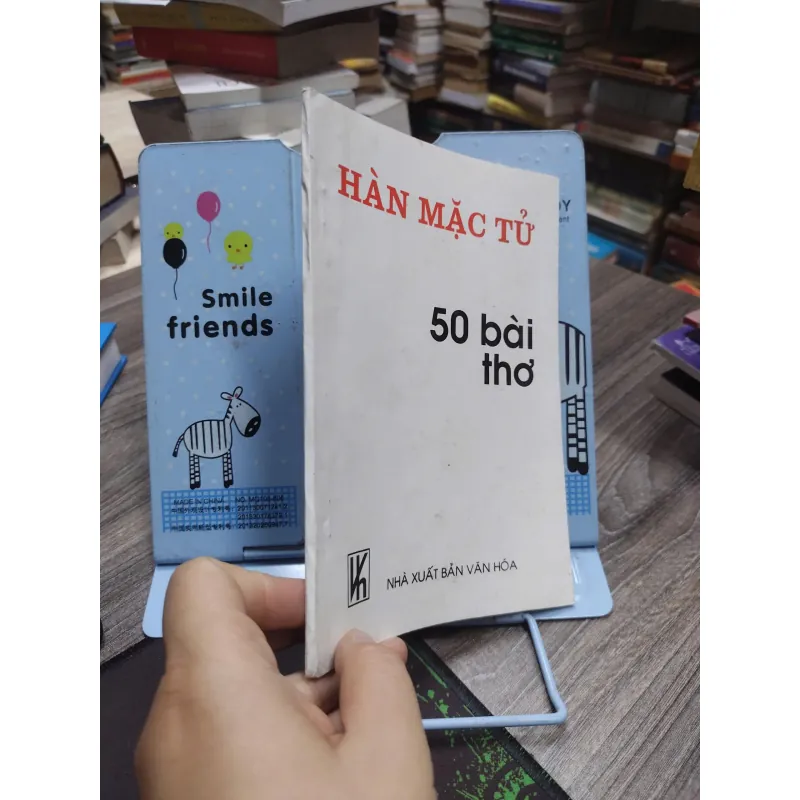 HÀN MẶC TỬ
50 bài
thơ
NHÀ XUẤT BẢN VĂN HÓA
Smile
friends
MADE IN CHINA